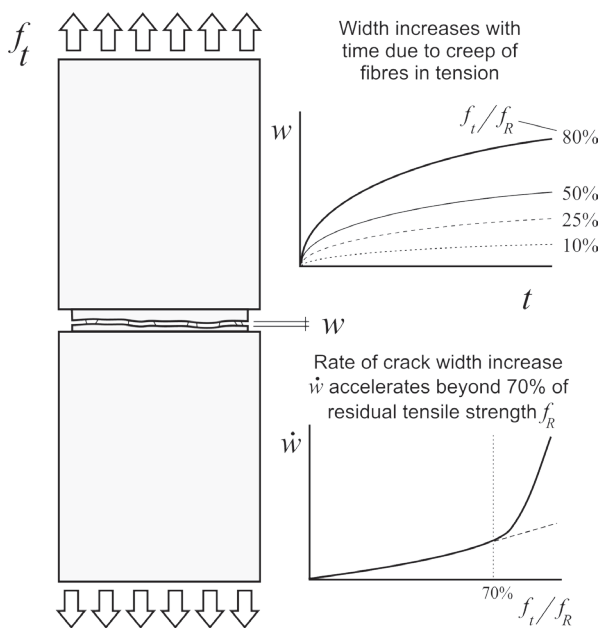 f_t
Width increases with
time due to creep of
fibres in tension
w
f_t/f_R
80%
50%
25%
10%
t
w
Rate of crack width increase
ẇ accelerates beyond 70% of
residual tensile strength f_R
ẇ
70%
f_t/f_R